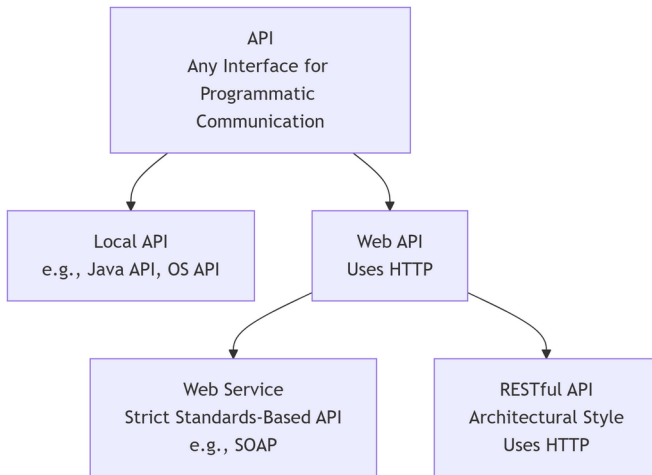 API
Any Interface for
Programmatic
Communication
Local API
e.g., Java API, OS API
Web API
Uses HTTP
Web Service
Strict Standards-Based API
e.g., SOAP
RESTful API
Architectural Style
Uses HTTP